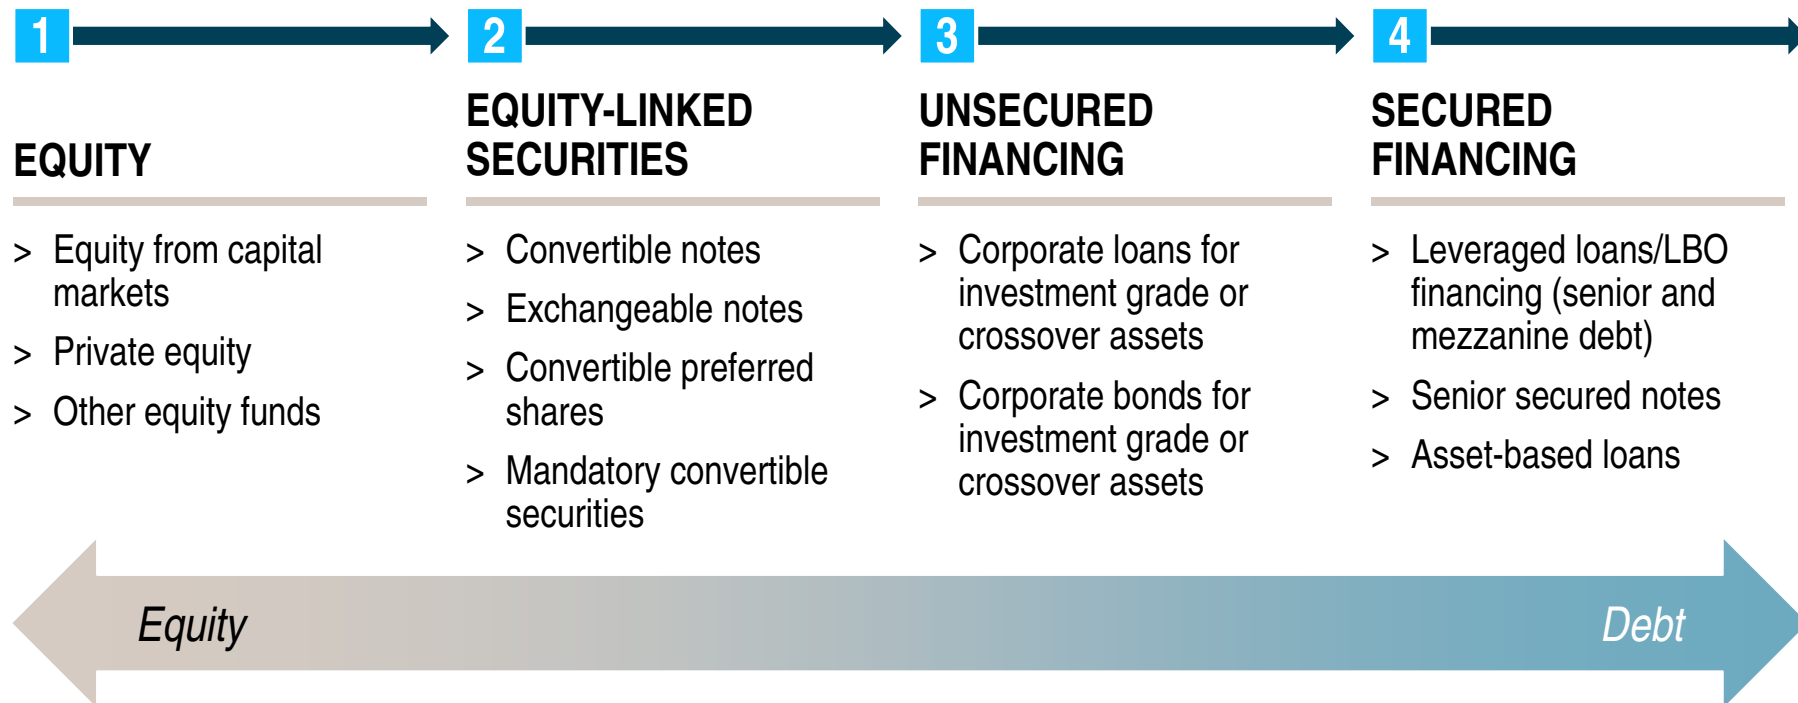 1
EQUITY
> Equity from capital
markets
> Private equity
> Other equity funds
2
EQUITY-LINKED
SECURITIES
> Convertible notes
> Exchangeable notes
> Convertible preferred
shares
> Mandatory convertible
securities
3
UNSECURED
FINANCING
> Corporate loans for
investment grade or
crossover assets
> Corporate bonds for
investment grade or
crossover assets
4
SECURED
FINANCING
> Leveraged loans/LBO
financing (senior and
mezzanine debt)
> Senior secured notes
> Asset-based loans
Equity
Debt